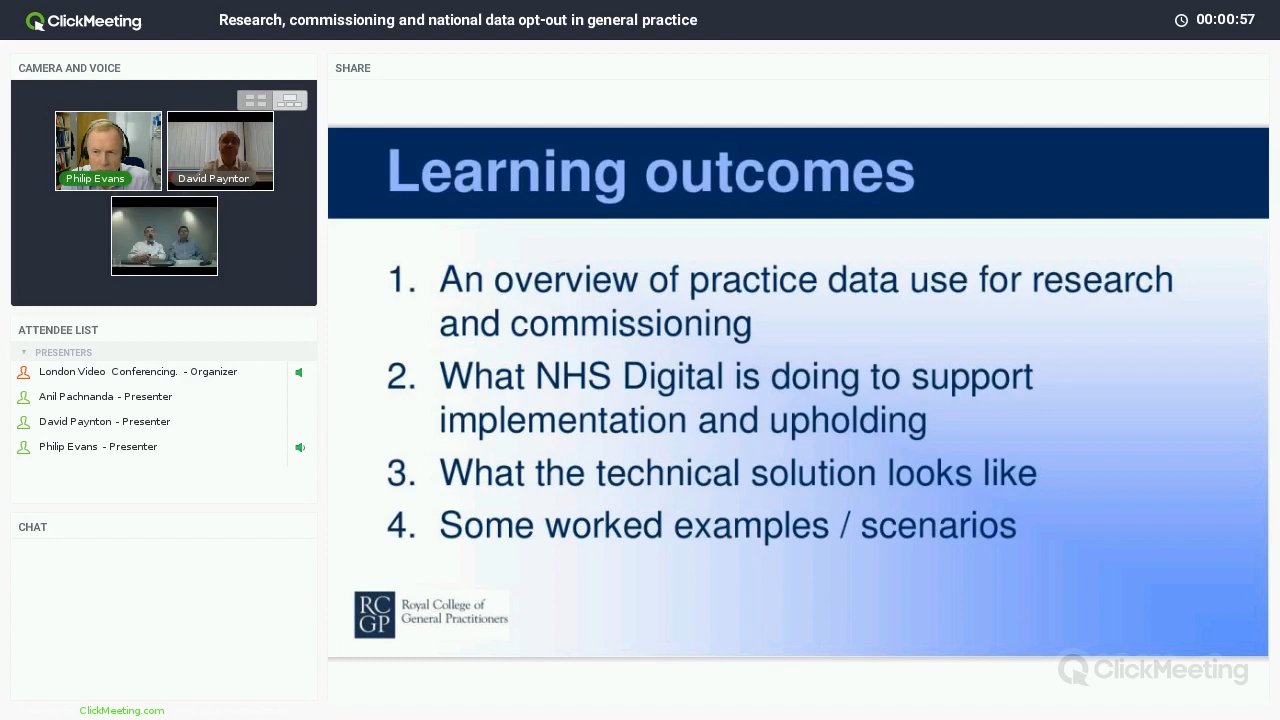 ClickMeeting
Research, commissioning and national data opt-out in general practice
00:00:57
CAMERA AND VOICE
Philip Evans
David Paynton
ATTENDEE LIST
PRESENTERS
London Video Conferencing. - Organizer
Anil Pachnanda - Presenter
David Paynton - Presenter
Philip Evans - Presenter
CHAT
ClickMeeting.com
SHARE
Learning outcomes
1. An overview of practice data use for research
and commissioning
2. What NHS Digital is doing to support
implementation and upholding
3. What the technical solution looks like
4. Some worked examples / scenarios
RC
GP
Royal College of
General Practitioners
ClickMeeting